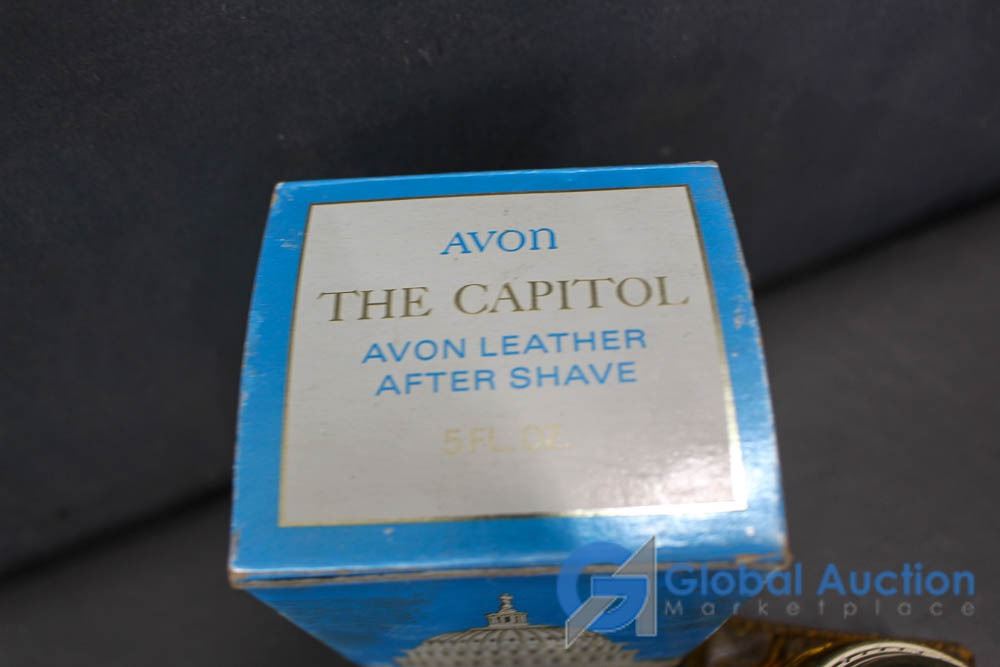 AVON
THE CAPITOL
AVON LEATHER
AFTER SHAVE
5 FL. OZ.
Global Auction
Marketplace